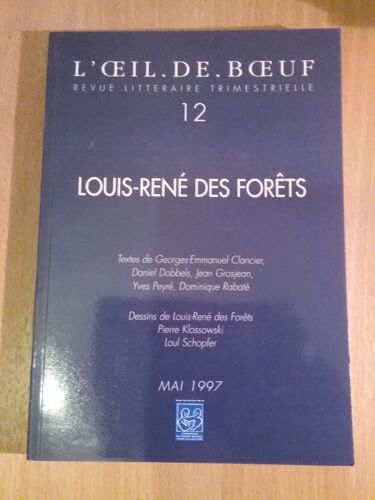 L'ŒIL.DE.BŒUF
REVUE LITTERAIRE TRIMESTRIELLE
12
LOUIS-RENÉ DES FORÊTS
Textes de Georges-Emmanuel Clancier,
Daniel Dobbels, Jean Grosjean,
Yves Peyré, Dominique Rabaté
Dessins de Louis-René des Forêts
Pierre Klossowski
Loul Schopfer
MAI 1997